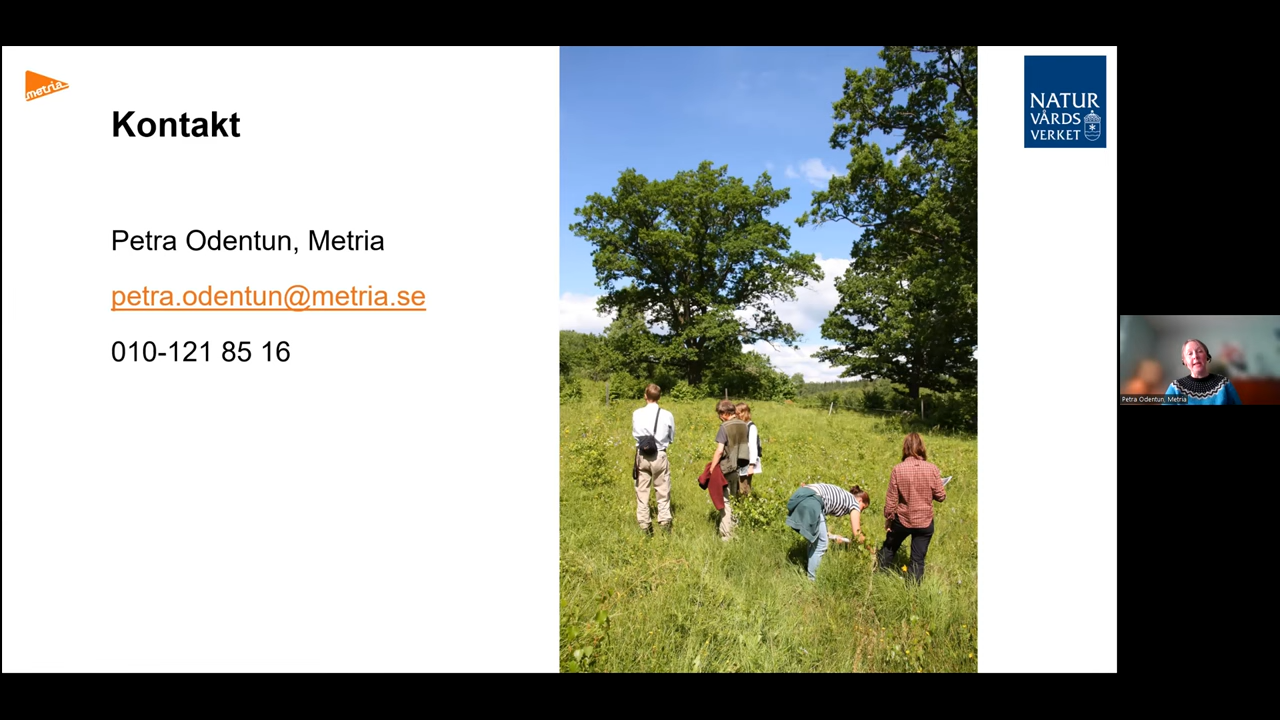 metria
Kontakt
Petra Odentun, Metria
petra.odentun@metria.se
010-121 85 16
NATUR
VÅRDS
VERKET
Petra Odentun, Metria